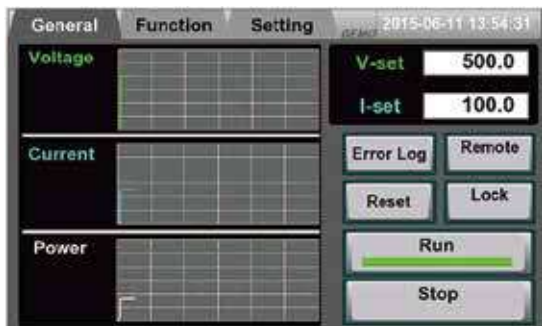 General Function Setting
DEMO 2015-06-11 13:54:31
Voltage
V-set 500.0
I-set 100.0
Current
Error Log Remote
Reset Lock
Power
Run
Stop